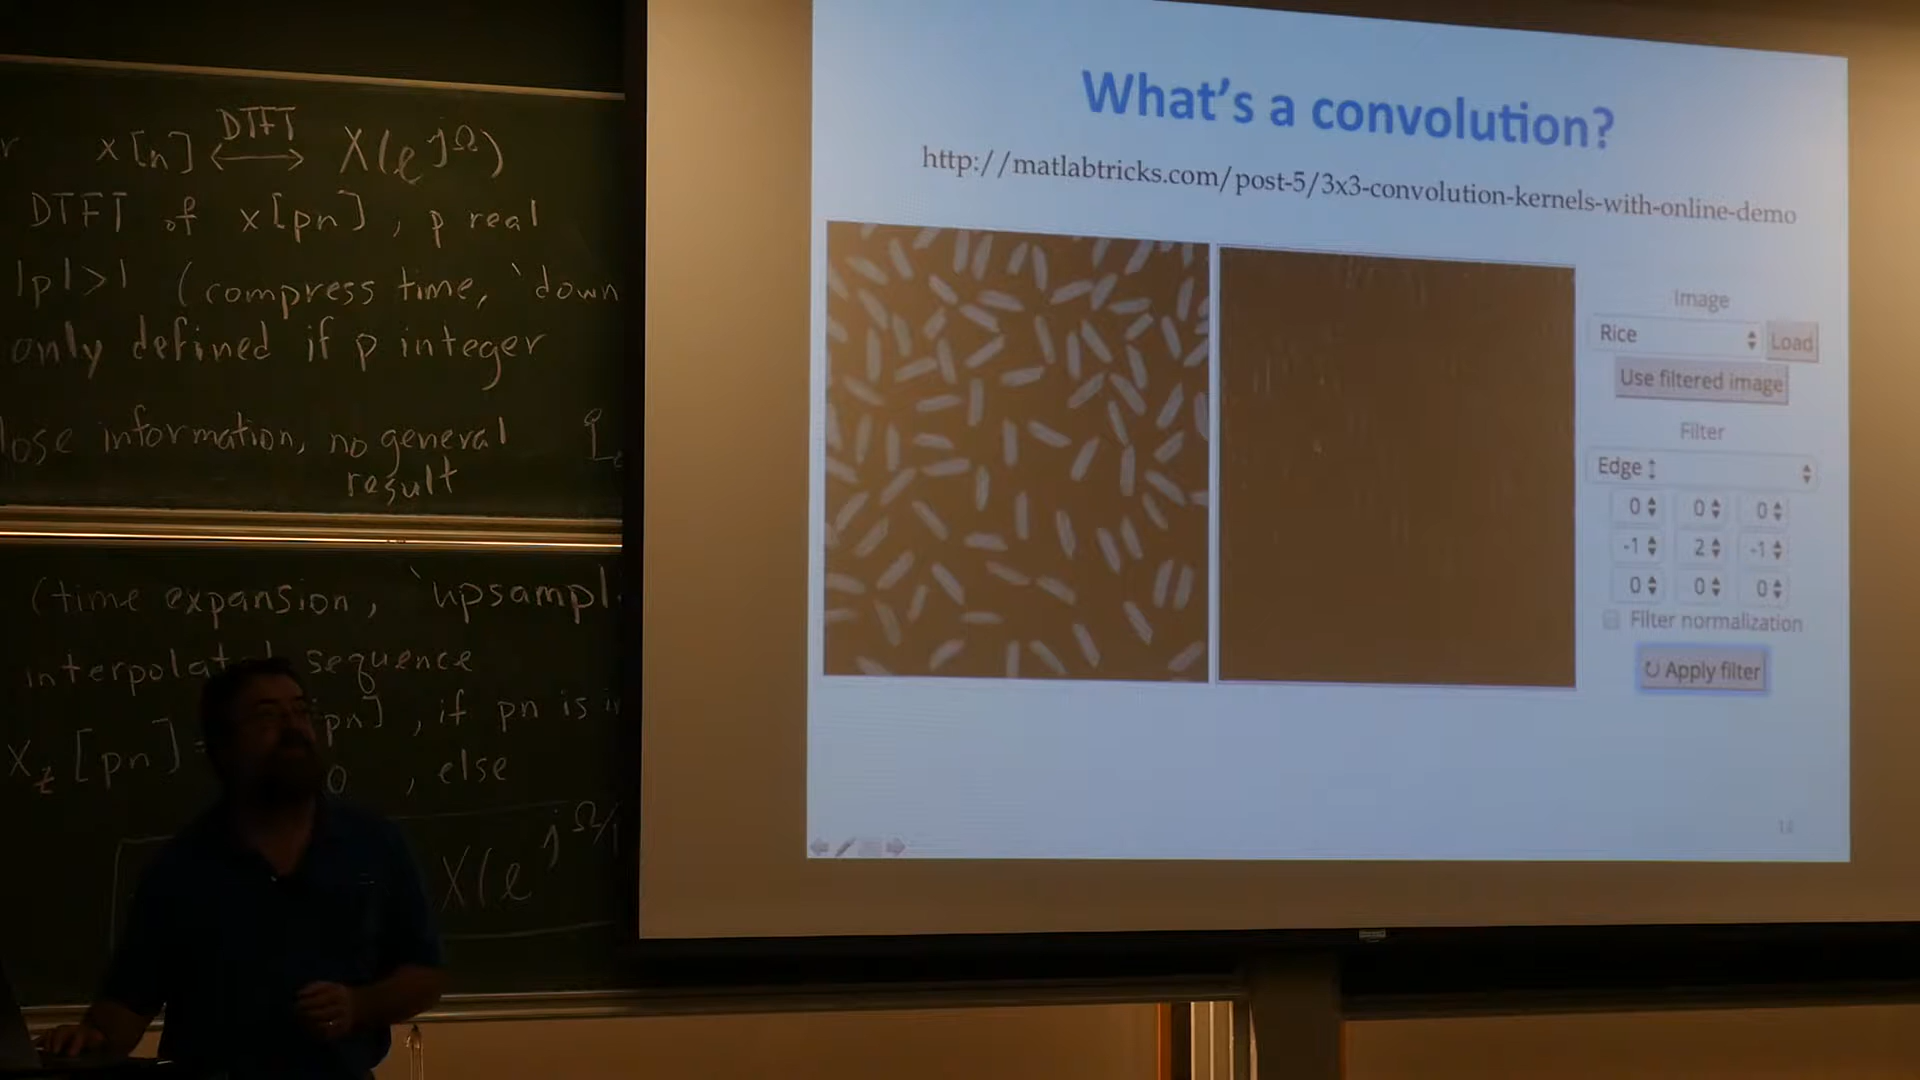 x[n] DTFT ⟷ X(e^jΩ)
DTFT of x[pn], p real
|p|>1 (compress time, 'down
only defined if p integer
lose information, no general
result
(time expansion, 'upsampl
sequence
pn], if pn is
X_z[pn] =
0, else
X(e^jΩ/
What's a convolution?
http://matlabtricks.com/post-5/3x3-convolution-kernels-with-online-demo
Image
Rice
Load
Use filtered image
Filter
Edge ↕
0 0 0
-1 2 -1
0 0 0
Filter normalization
↻ Apply filter